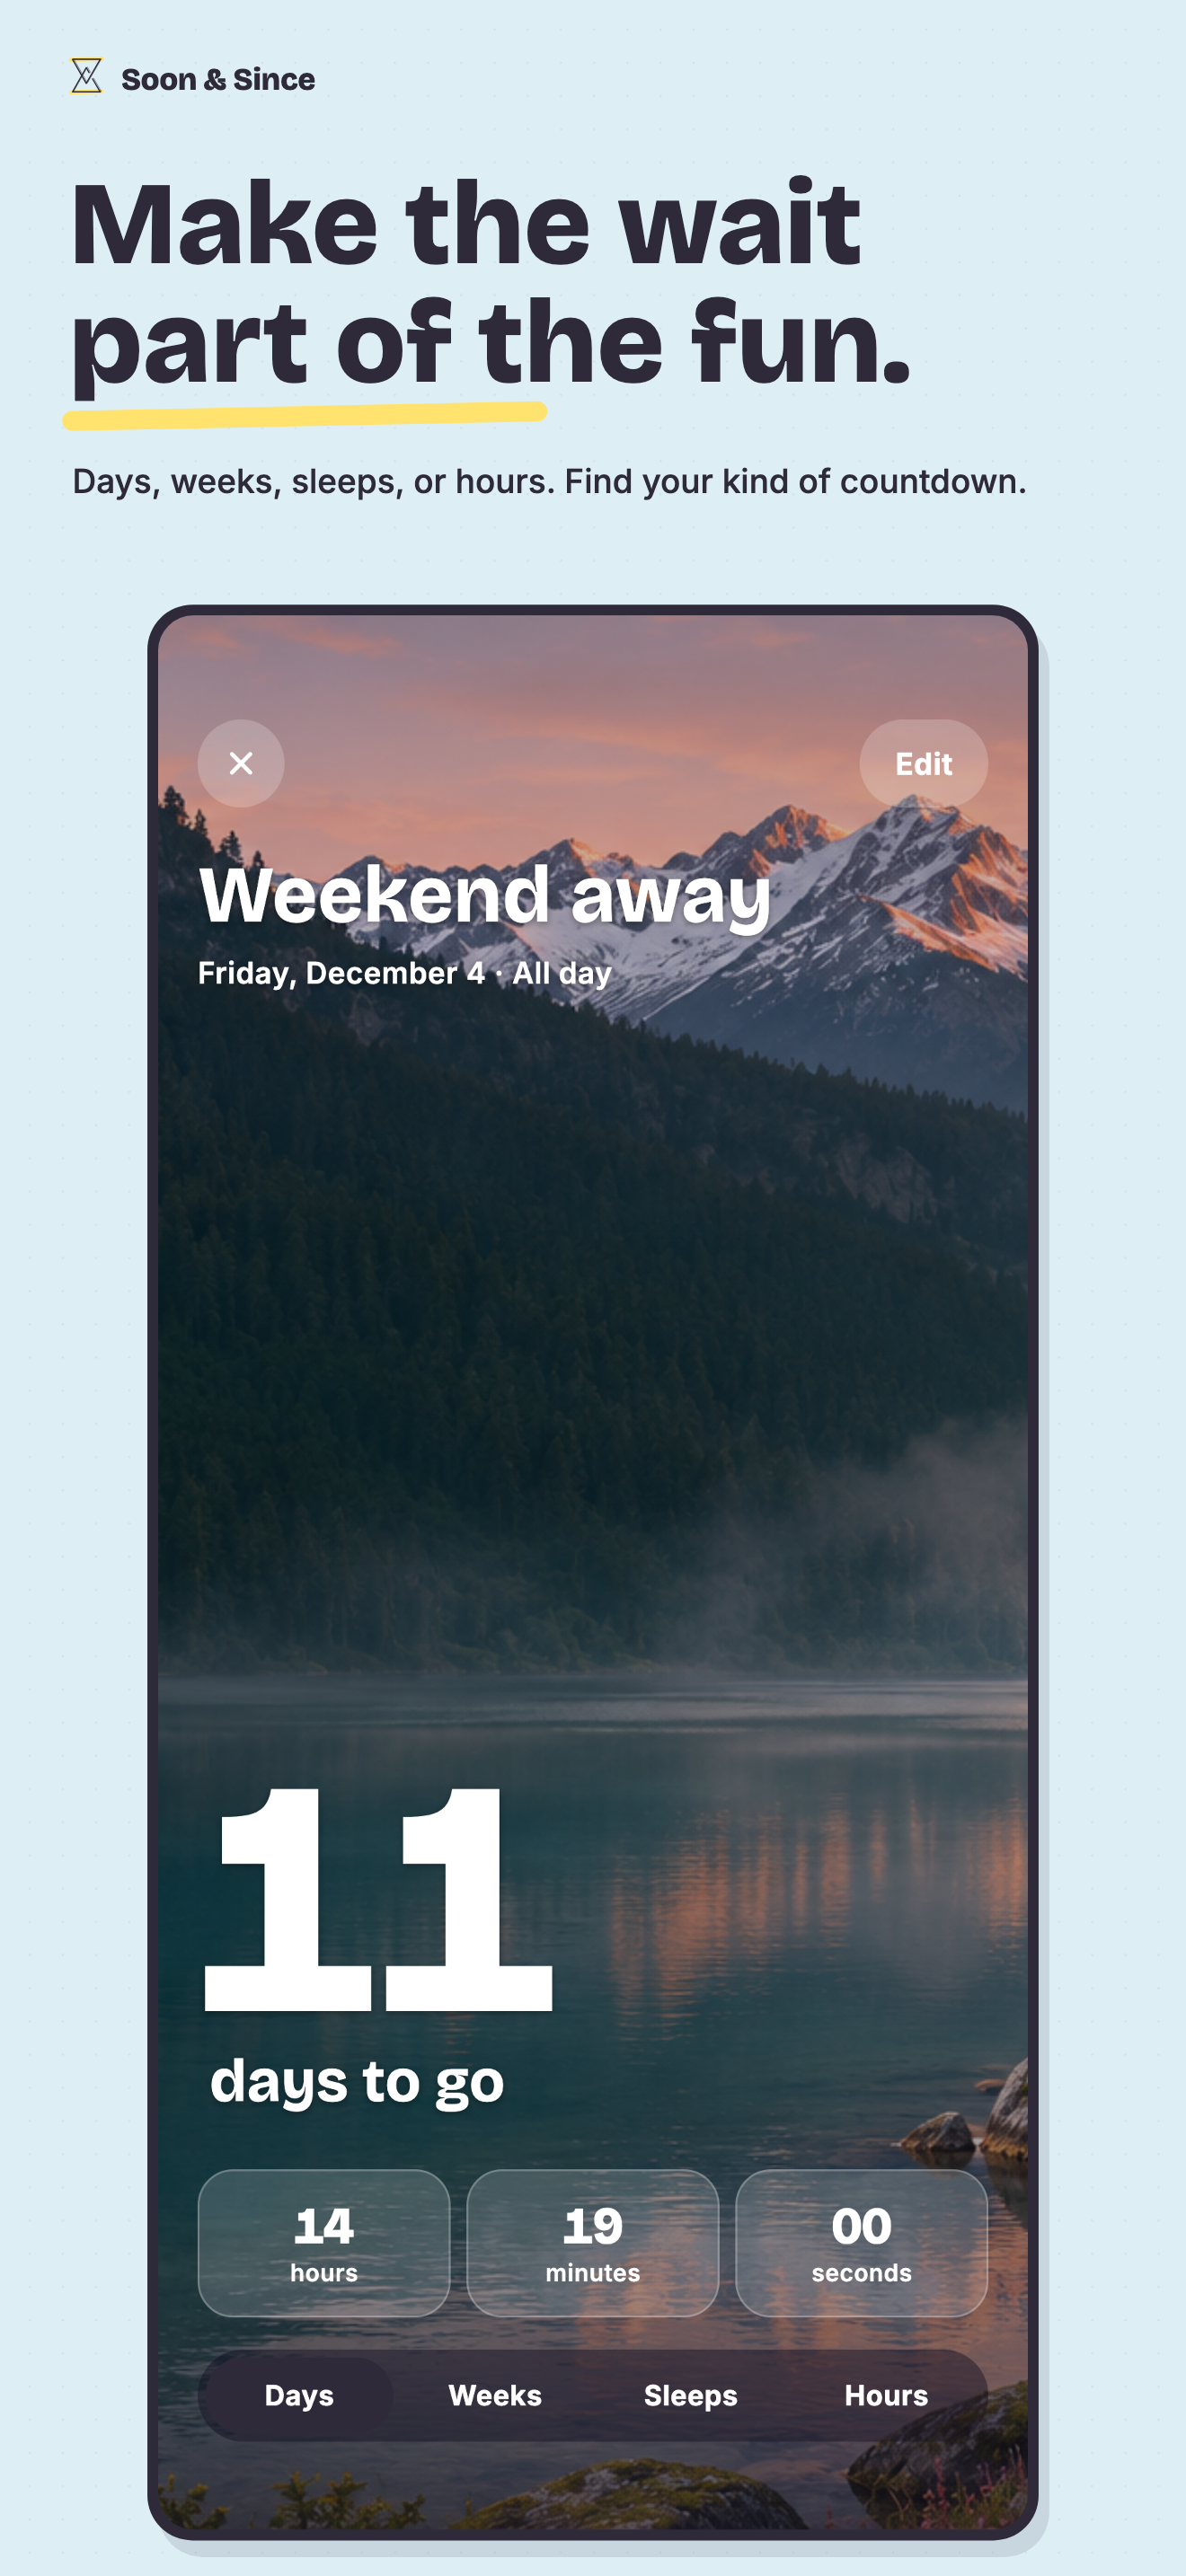 Soon & Since
Make the wait
part of the fun.
Days, weeks, sleeps, or hours. Find your kind of countdown.
Edit
Weekend away
Friday, December 4 · All day
11
days to go
14 19 00
hours minutes seconds
Days Weeks Sleeps Hours